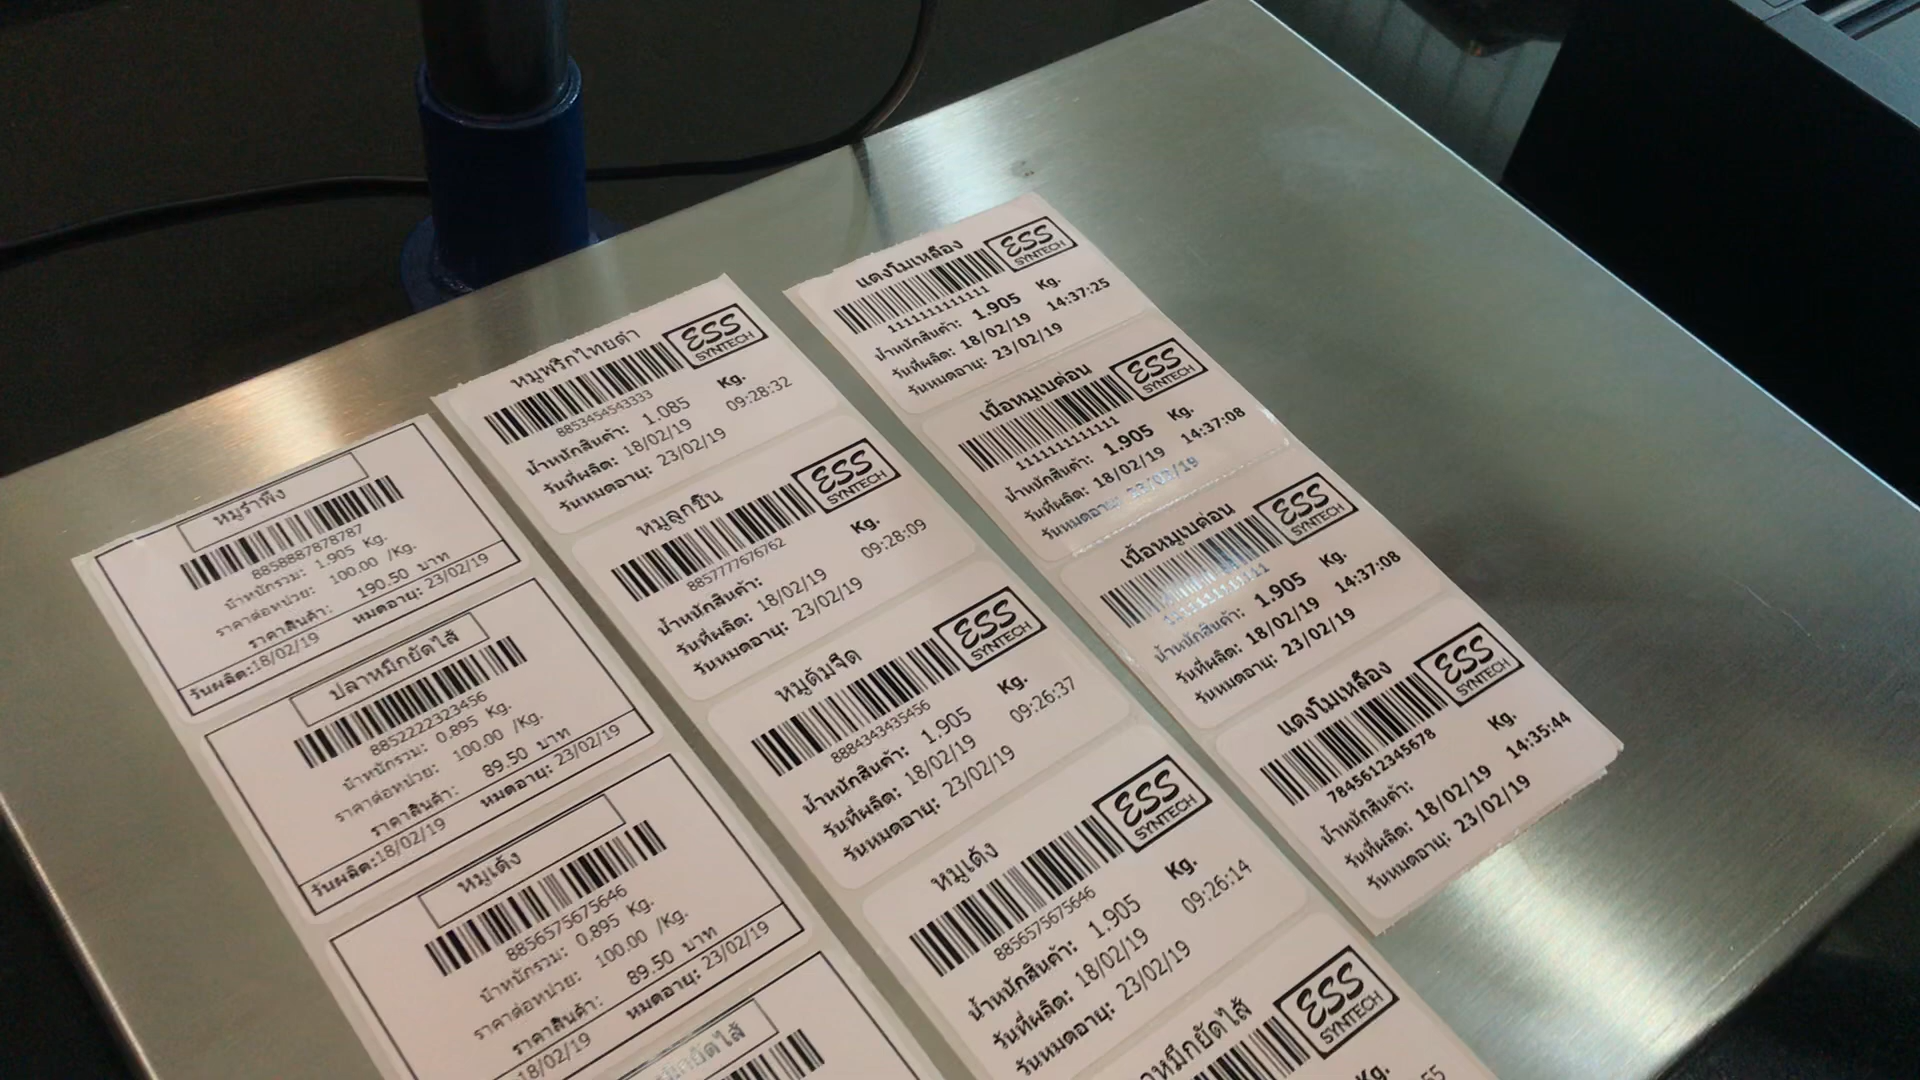 หมูรำพึง
885887878787
น้ำหนักรวม: 1.905 Kg.
ราคาต่อหน่วย: 100.00 /Kg.
ราคาสินค้า: 190.50 บาท
วันผลิต:18/02/19 หมดอายุ: 23/02/19
ปลาหมึกยัดไส้
885222323456
น้ำหนักรวม: 0.895 Kg.
ราคาต่อหน่วย: 100.00 /Kg.
ราคาสินค้า: 89.50 บาท
วันผลิต:18/02/19 หมดอายุ: 23/02/19
หมูเด้ง
885657567 5646
น้ำหนักรวม: 0.895 Kg.
ราคาต่อหน่วย: 100.00 /Kg.
ราคาสินค้า: 89.50 บาท
18/02/19 หมดอายุ: 23/02/19
หมูพริกไทยดำ
ESS
SYNTECH
8853454543333
น้ำหนักสินค้า: 1.085 Kg.
วันที่ผลิต: 18/02/19 09:28:32
วันหมดอายุ: 23/02/19
หมูลูกชิ้น
ESS
SYNTECH
8857777676762
น้ำหนักสินค้า: Kg.
วันที่ผลิต: 18/02/19 09:28:09
วันหมดอายุ: 23/02/19
หมูต้มจืด
ESS
SYNTECH
8884343435456
น้ำหนักสินค้า: 1.905 Kg.
วันที่ผลิต: 18/02/19 09:26:37
วันหมดอายุ: 23/02/19
หมูเด้ง
ESS
SYNTECH
8856575675646
น้ำหนักสินค้า: 1.905 Kg.
วันที่ผลิต: 18/02/19 09:26:14
วันหมดอายุ: 23/02/19
ESS
SYNTECH
Kg.
แตงโมเหลือง
ESS
SYNTECH
1111111111111
น้ำหนักสินค้า: 1.905 Kg.
วันที่ผลิต: 18/02/19 14:37:25
วันหมดอายุ: 23/02/19
เนื้อหมูเบค่อน
ESS
SYNTECH
1111111111111
น้ำหนักสินค้า: 1.905 Kg.
วันที่ผลิต: 18/02/19 14:37:08
วันหมดอายุ: 23/02/19
เนื้อหมูเบค่อน
ESS
SYNTECH
1111111111111
น้ำหนักสินค้า: 1.905 Kg.
วันที่ผลิต: 18/02/19 14:37:08
วันหมดอายุ: 23/02/19
แตงโมเหลือง
ESS
SYNTECH
7845612345678
น้ำหนักสินค้า: Kg.
วันที่ผลิต: 18/02/19 14:35:44
วันหมดอายุ: 23/02/19